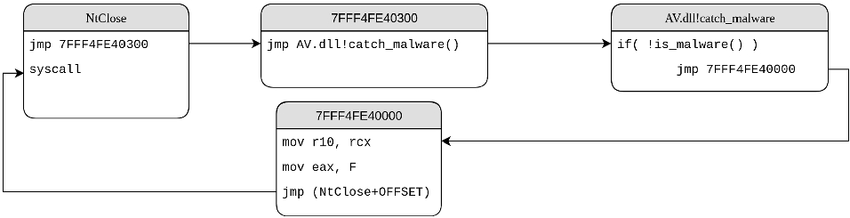 NtClose
jmp 7FFF4FE40300
syscall
7FFF4FE40300
jmp AV.dll!catch_malware()
AV.dll!catch_malware
if( !is_malware() )
jmp 7FFF4FE40000
7FFF4FE40000
mov r10, rcx
mov eax, F
jmp (NtClose+OFFSET)